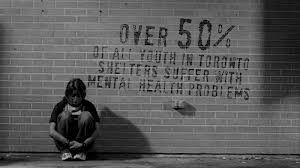 OVER 50%
OF ALL YOUTH IN TORONTO
SHELTERS SUFFER WITH
MENTAL HEALTH PROBLEMS